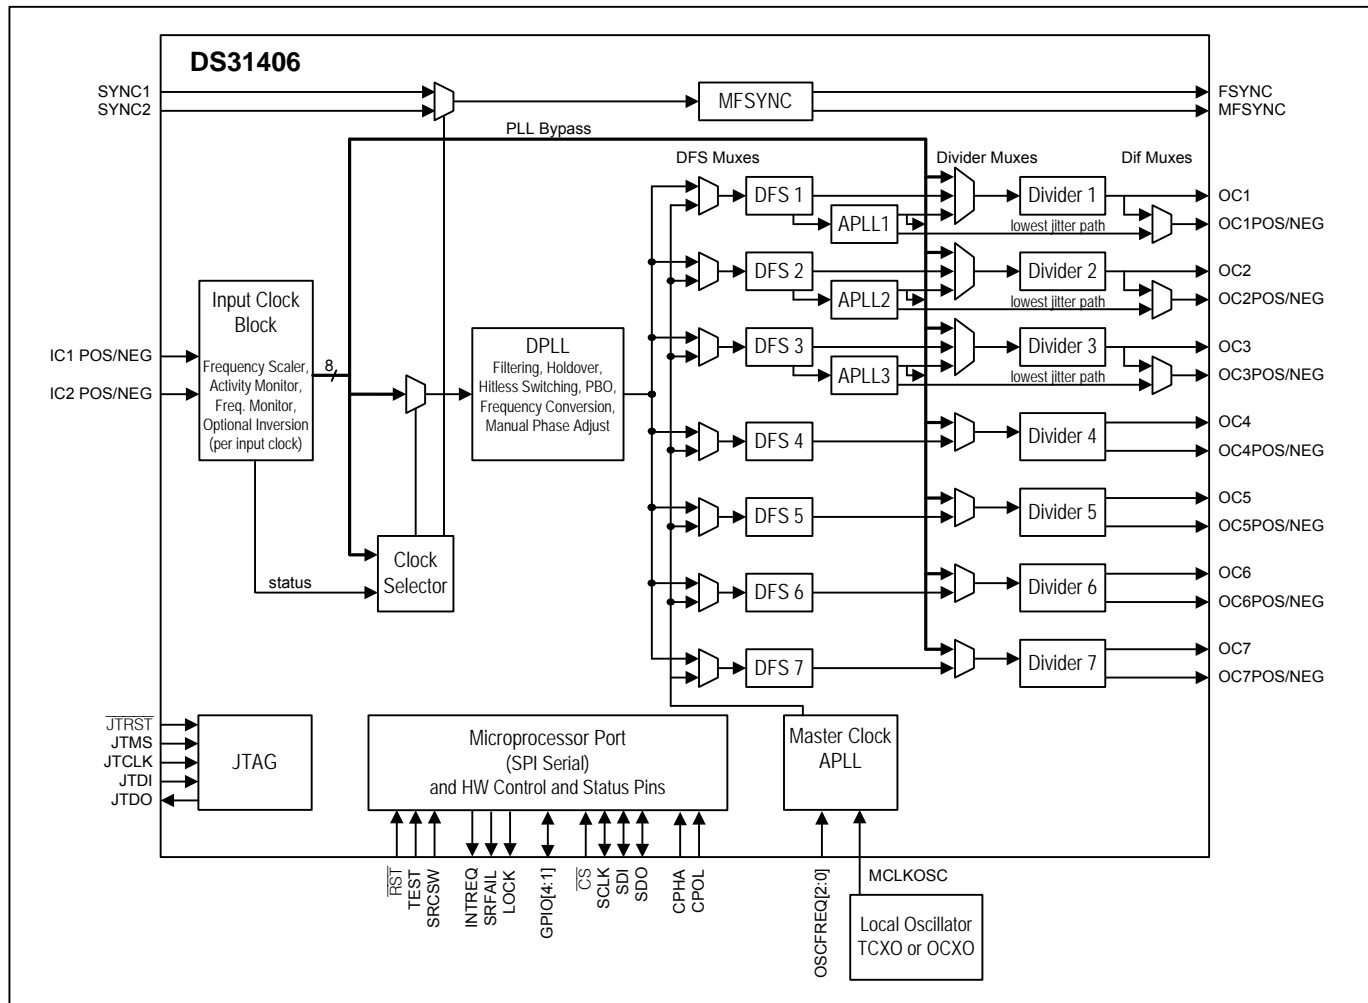 DS31406
SYNC1
SYNC2
MFSYNC
FSYNC
MFSYNC
PLL Bypass
DFS Muxes
Divider Muxes
Dif Muxes
DFS 1
APLL1
Divider 1
lowest jitter path
OC1
OC1POS/NEG
DFS 2
APLL2
Divider 2
lowest jitter path
OC2
OC2POS/NEG
DFS 3
APLL3
Divider 3
lowest jitter path
OC3
OC3POS/NEG
DFS 4
Divider 4
OC4
OC4POS/NEG
DFS 5
Divider 5
OC5
OC5POS/NEG
DFS 6
Divider 6
OC6
OC6POS/NEG
DFS 7
Divider 7
OC7
OC7POS/NEG
IC1 POS/NEG
IC2 POS/NEG
Input Clock
Block
Frequency Scaler,
Activity Monitor,
Freq. Monitor,
Optional Inversion
(per input clock)
8
DPLL
Filtering, Holdover,
Hitless Switching, PBO,
Frequency Conversion,
Manual Phase Adjust
status
Clock
Selector
JTRST
JTMS
JTCLK
JTDI
JTDO
JTAG
Microprocessor Port
(SPI Serial)
and HW Control and Status Pins
Master Clock
APLL
RST
TEST
SRCSW
INTREQ
SRFAIL
LOCK
GPIO[4:1]
CS
SCLK
SDI
SDO
CPHA
CPOL
OSCFREQ[2:0]
MCLKOSC
Local Oscillator
TCXO or OCXO